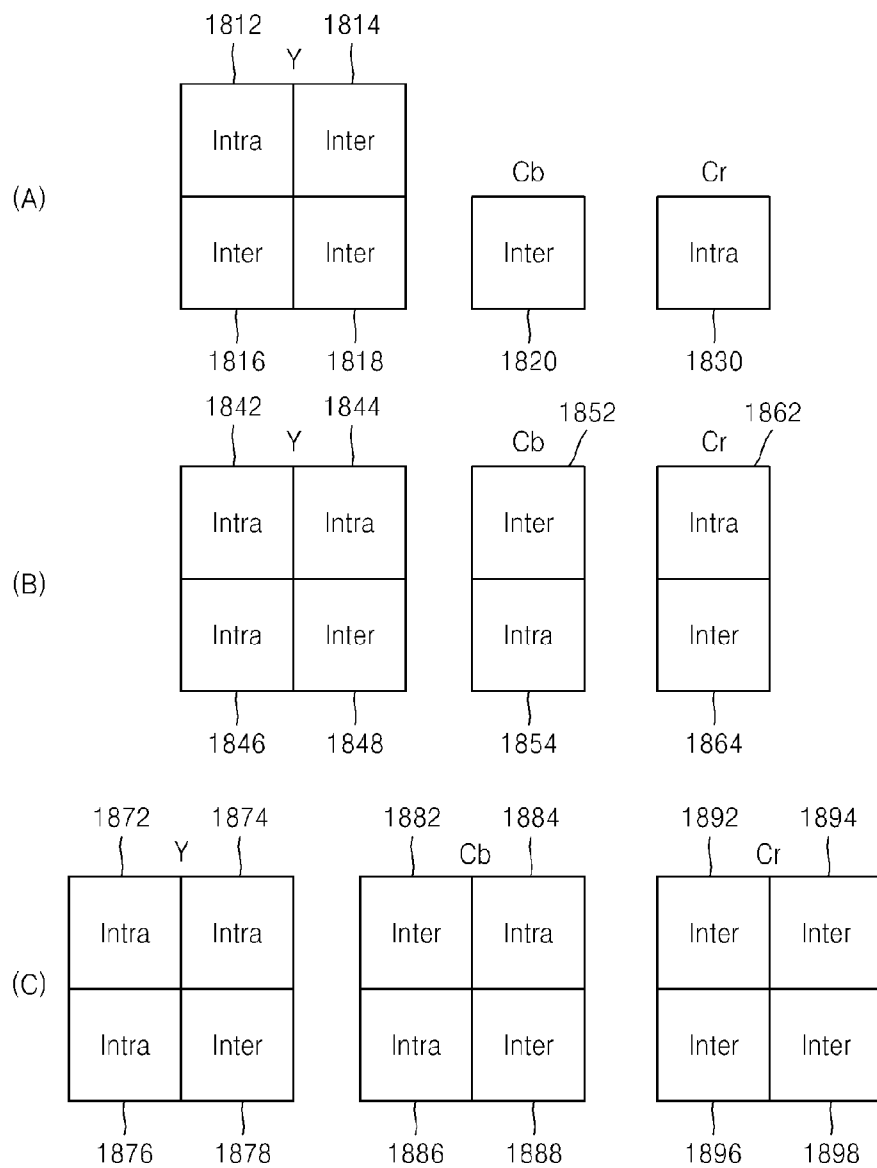 1812 1814
Y
Intra Inter
Cb Cr
(A)
Inter Inter Inter Intra
1816 1818 1820 1830
1842 1844 1852 1862
Y Cb Cr
Intra Intra Inter Intra
(B)
Intra Inter Intra Inter
1846 1848 1854 1864
1872 1874 1882 1884 1892 1894
Y Cb Cr
Intra Intra Inter Intra Inter Inter
(C)
Intra Inter Intra Inter Inter Inter
1876 1878 1886 1888 1896 1898